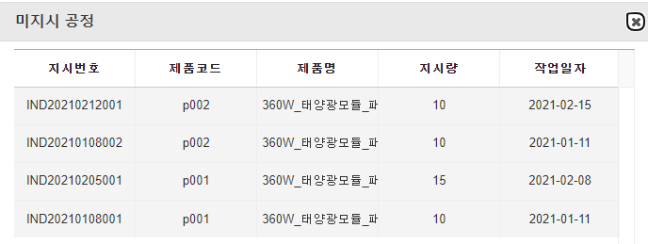 미지시 공정
지시번호 제품코드 제품명 지시량 작업일자
IND20210212001 p002 360W_태양광모듈_파 10 2021-02-15
IND20210108002 p002 360W_태양광모듈_파 10 2021-01-11
IND20210205001 p001 360W_태양광모듈_파 15 2021-02-08
IND20210108001 p001 360W_태양광모듈_파 10 2021-01-11